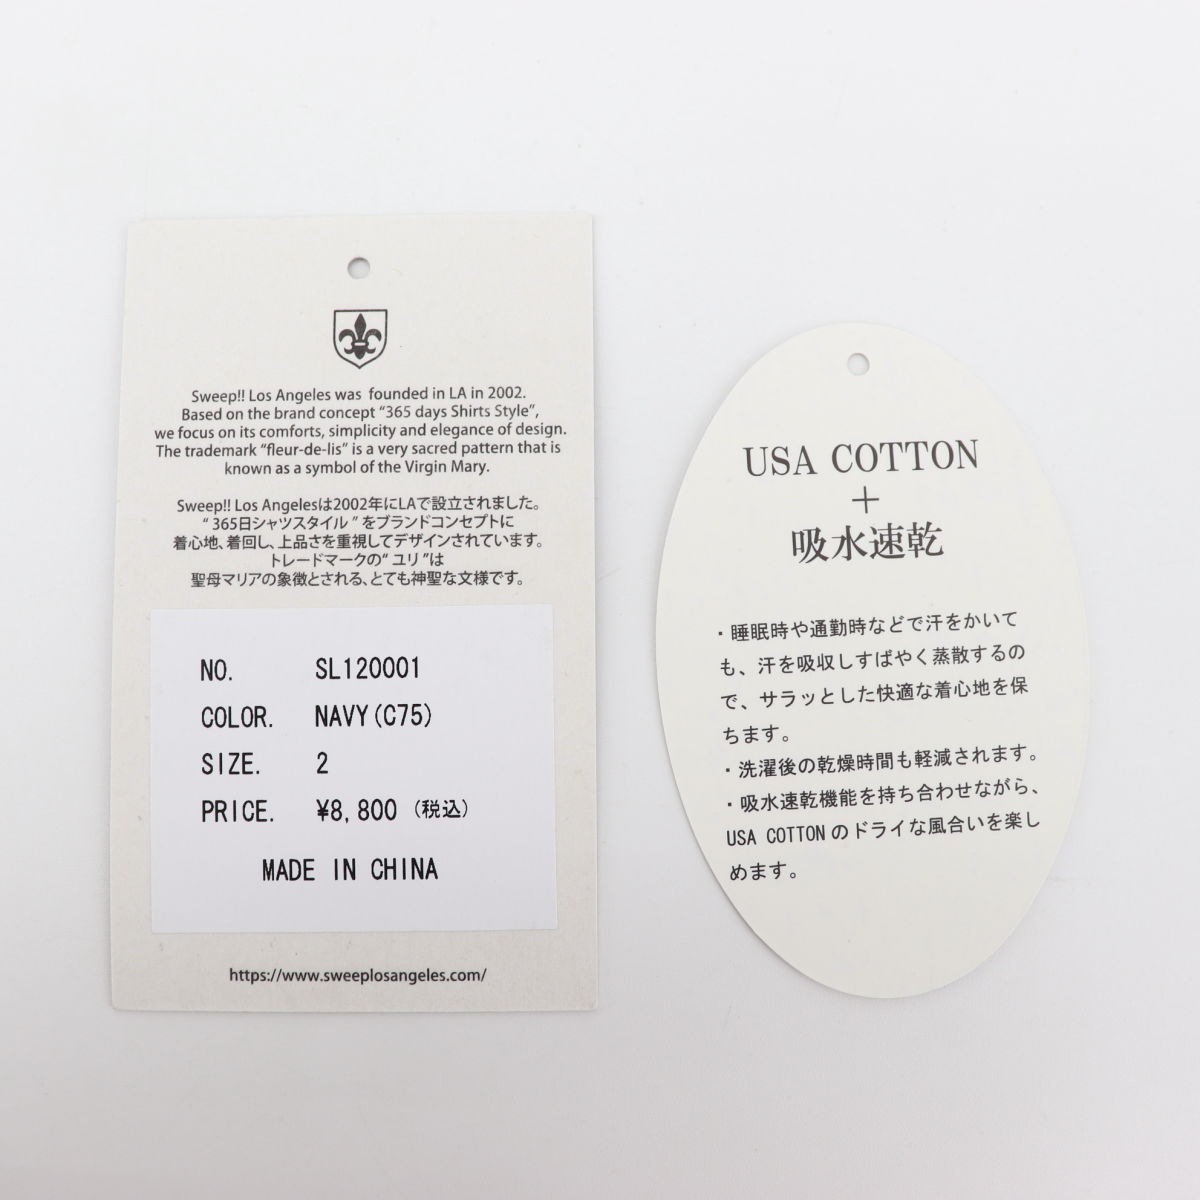 Sweep!! Los Angeles was founded in LA in 2002.
Based on the brand concept “365 days Shirts Style”,
we focus on its comforts, simplicity and elegance of design.
The trademark “fleur-de-lis” is a very sacred pattern that is
known as a symbol of the Virgin Mary.
Sweep!! Los Angelesは2002年にLAで設立されました。
“ 365日シャツスタイル ” をブランドコンセプトに
着心地、着回し、上品さを重視してデザインされています。
トレードマークの“ ユリ ”は
聖母マリアの象徴とされる、とても神聖な文様です。
NO. SL120001
COLOR. NAVY(C75)
SIZE. 2
PRICE. ¥8,800 (税込)
MADE IN CHINA
https://www.sweeplosangeles.com/
USA COTTON
+
吸水速乾
・睡眠時や通勤時などで汗をかいて
も、汗を吸収しすばやく蒸散するの
で、サラッとした快適な着心地を保
ちます。
・洗濯後の乾燥時間も軽減されます。
・吸水速乾機能を持ち合わせながら、
USA COTTONのドライな風合いを楽し
めます。